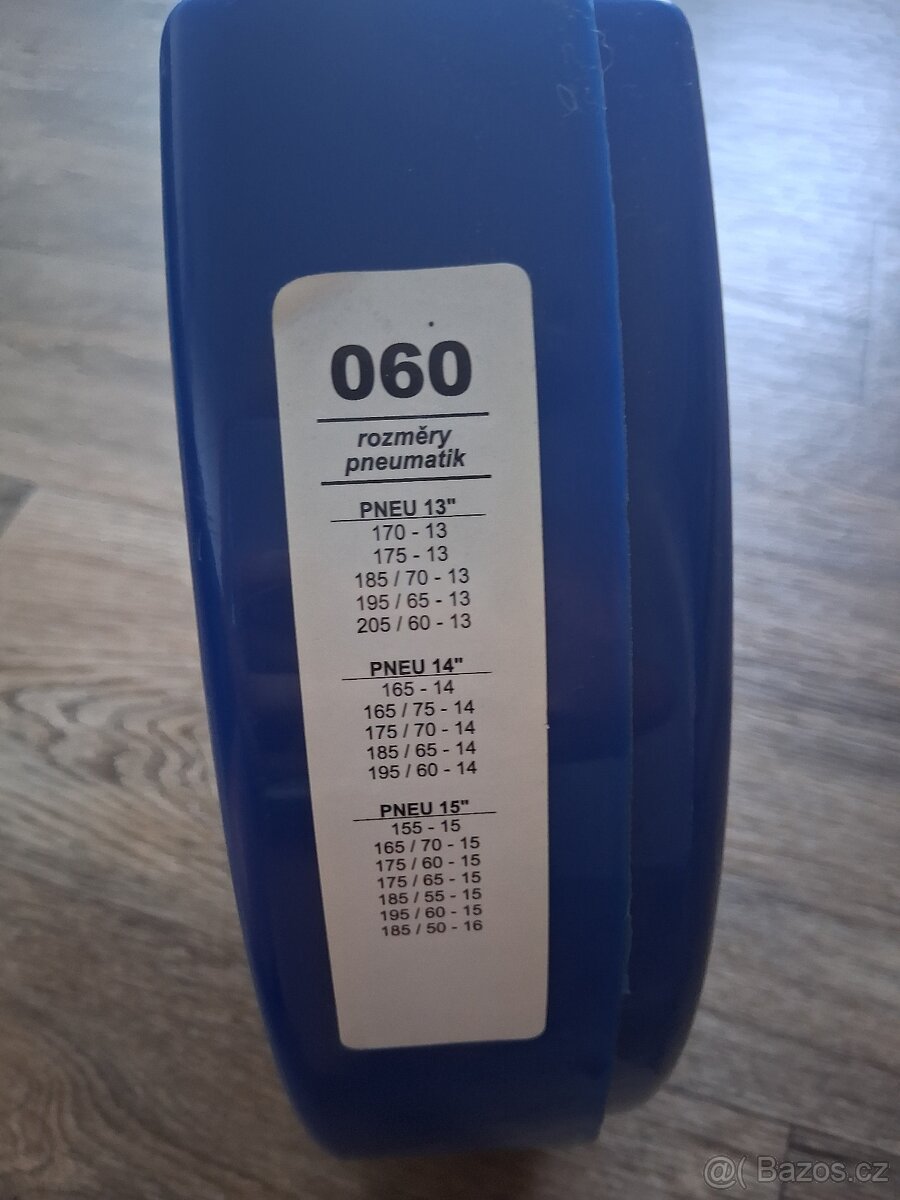 060
rozměry
pneumatik
PNEU 13"
170 - 13
175 - 13
185 / 70 - 13
195 / 65 - 13
205 / 60 - 13
PNEU 14"
165 - 14
165 / 75 - 14
175 / 70 - 14
185 / 65 - 14
195 / 60 - 14
PNEU 15"
155 - 15
165 / 70 - 15
175 / 60 - 15
175 / 65 - 15
185 / 55 - 15
195 / 60 - 15
185 / 50 - 16
@( Bazos.cz